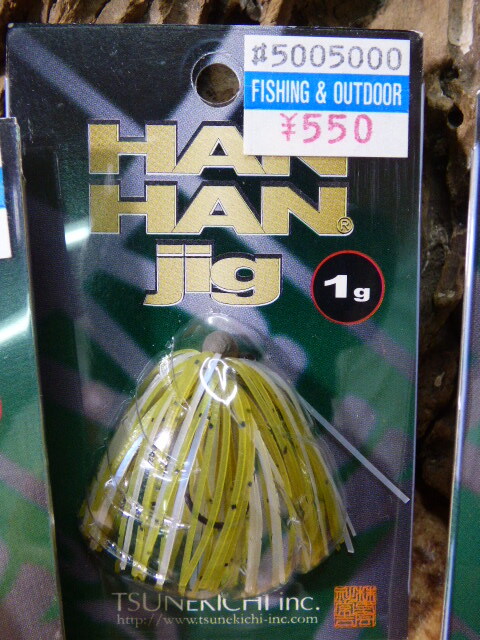 ♯5005000
FISHING & OUTDOOR
¥550
HAN
HAN®
jig
1g
TSUNEKICHI inc.
http://www.tsunekichi-inc.com